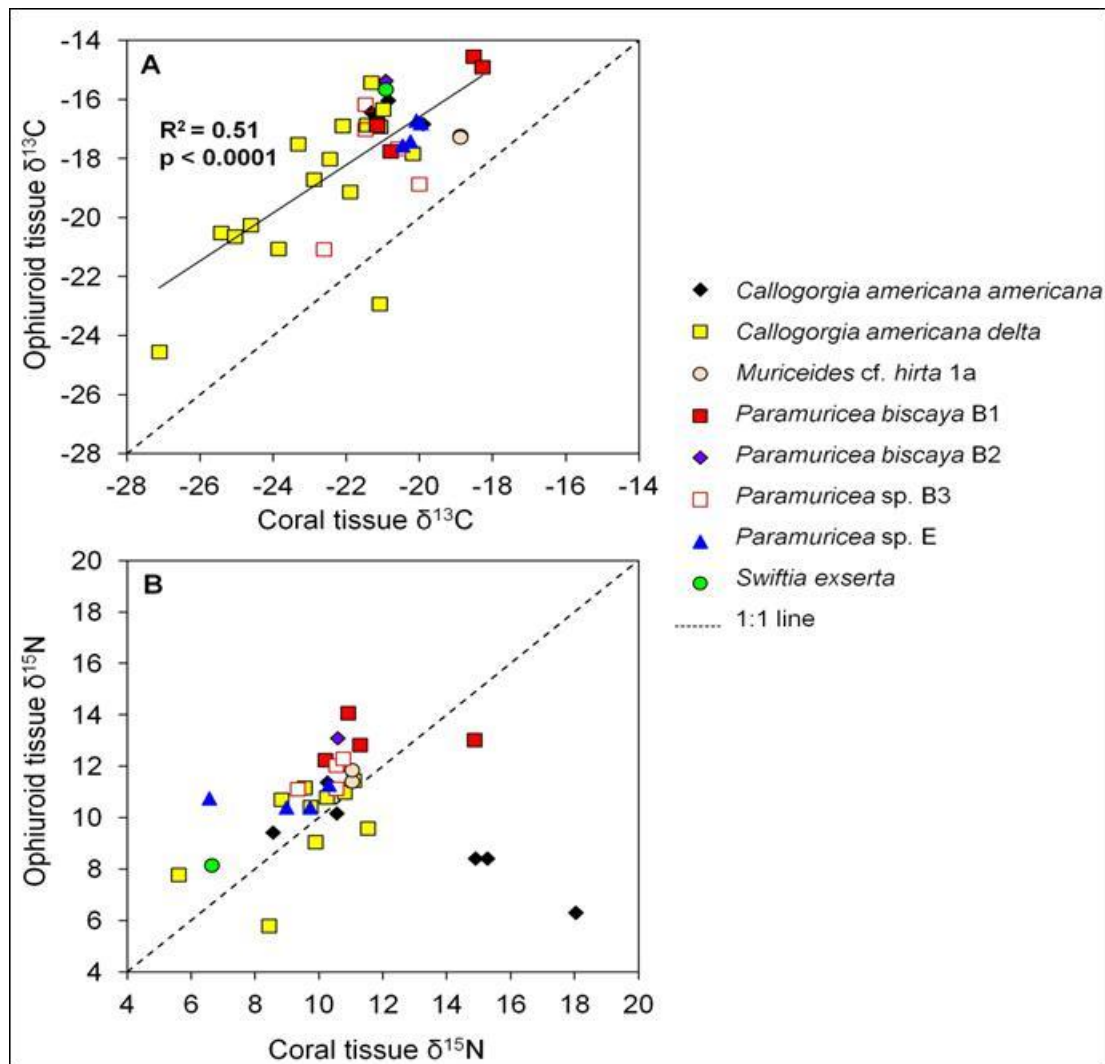 A
R² = 0.51
p < 0.0001
Ophiuroid tissue δ¹³C
-14
-16
-18
-20
-22
-24
-26
-28
-28 -26 -24 -22 -20 -18 -16 -14
Coral tissue δ¹³C
Callogorgia americana americana
Callogorgia americana delta
Muriceides cf. hirta 1a
Paramuricea biscaya B1
Paramuricea biscaya B2
Paramuricea sp. B3
Paramuricea sp. E
Swiftia exserta
1:1 line
B
Ophiuroid tissue δ¹⁵N
20
18
16
14
12
10
8
6
4
4 6 8 10 12 14 16 18 20
Coral tissue δ¹⁵N